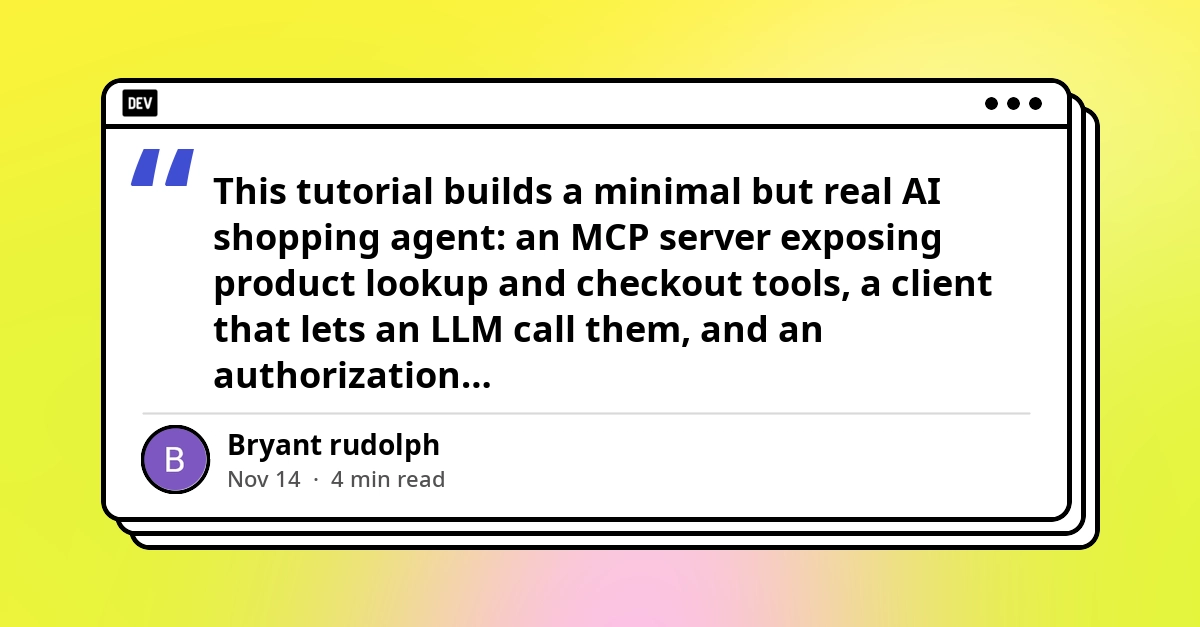 DEV
“
This tutorial builds a minimal but real AI
shopping agent: an MCP server exposing
product lookup and checkout tools, a client
that lets an LLM call them, and an
authorization...
B
Bryant rudolph
Nov 14 · 4 min read